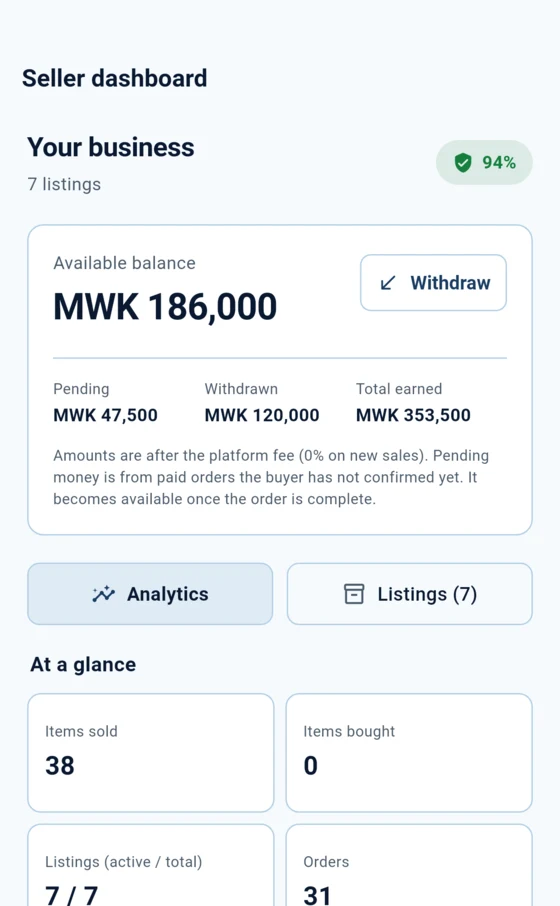 Seller dashboard
Your business
7 listings
94%
Available balance
MWK 186,000
Withdraw
Pending
MWK 47,500
Withdrawn
MWK 120,000
Total earned
MWK 353,500
Amounts are after the platform fee (0% on new sales). Pending
money is from paid orders the buyer has not confirmed yet. It
becomes available once the order is complete.
Analytics
Listings (7)
At a glance
Items sold
38
Items bought
0
Listings (active / total)
7 / 7
Orders
31